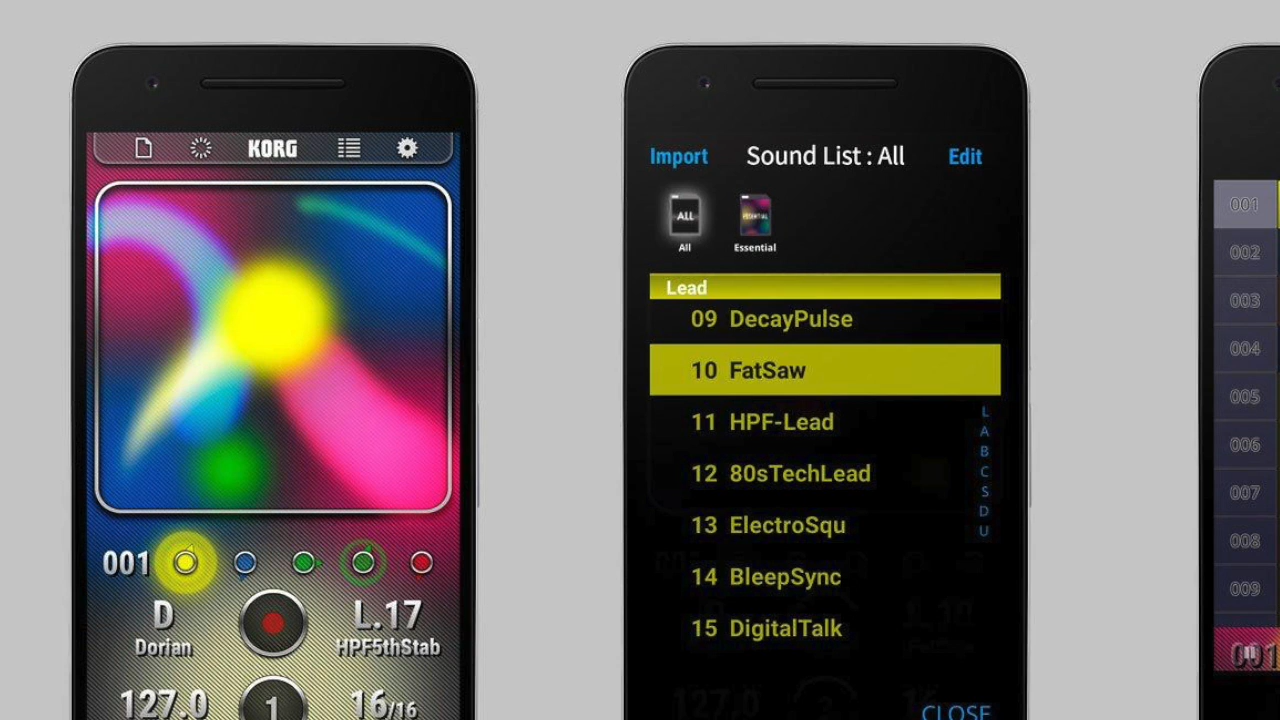 KORG
001
D
Dorian
L.17
HPF5thStab
127.0
1
16/16
Import
Sound List : All
Edit
ALL
ESSENTIAL
All
Essential
Lead
09 DecayPulse
10 FatSaw
11 HPF-Lead
12 80sTechLead
13 ElectroSqu
14 BleepSync
15 DigitalTalk
L
A
B
C
S
D
U
CLOSE
001
002
003
004
005
006
007
008
009
001